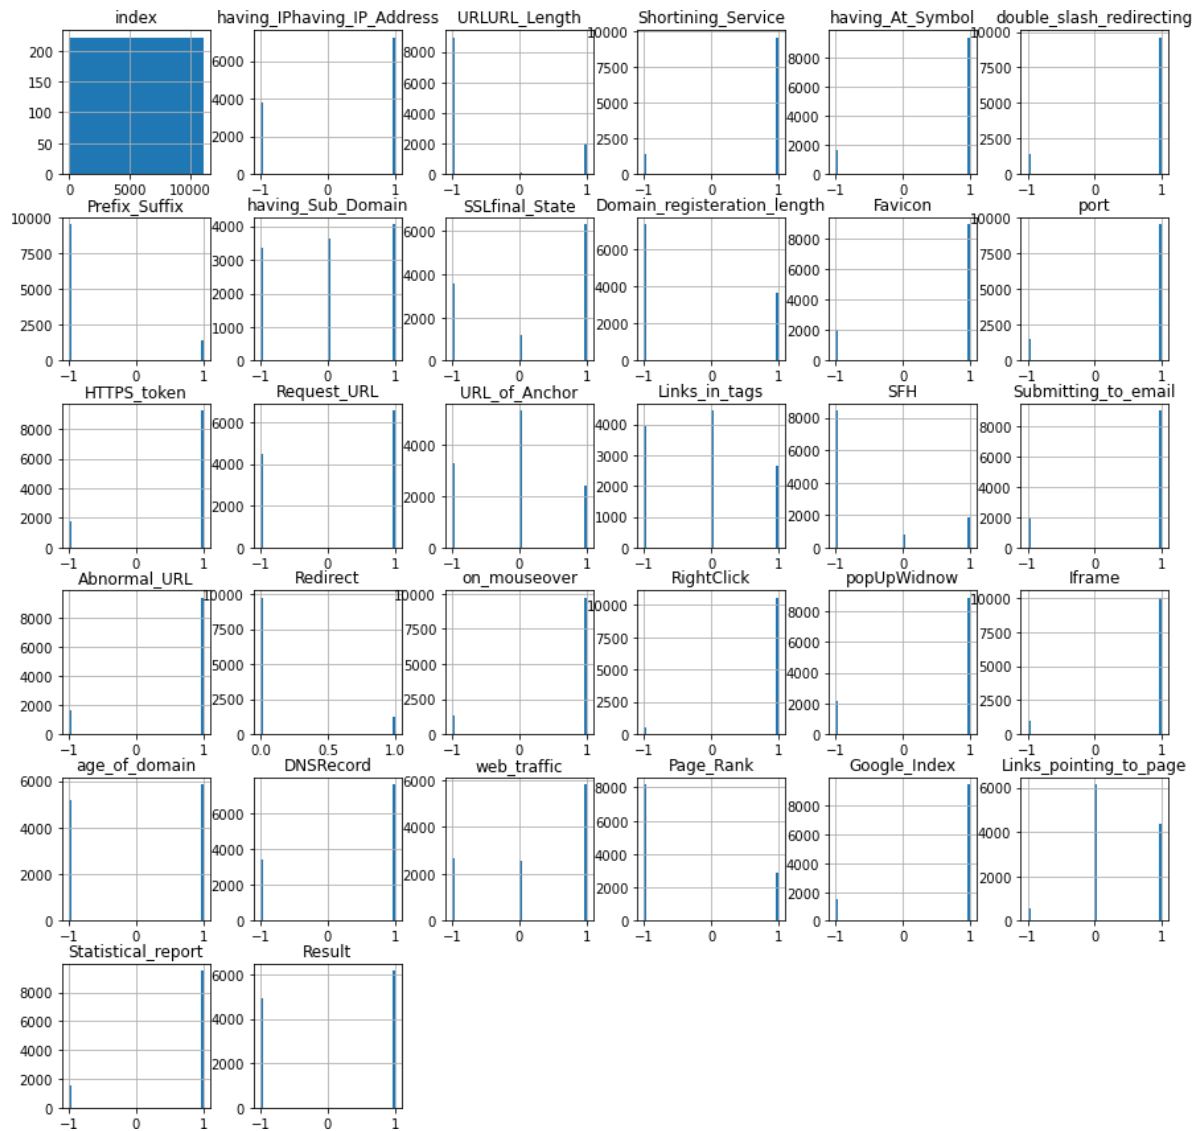 index
200
150
100
50
0
0 5000 10000
having_IPhaving_IP_Address
6000
4000
2000
0
−1 0 1
URLURL_Length
8000
6000
4000
2000
0
−1 0 1
Shortining_Service
10000
7500
5000
2500
0
−1 0 1
having_At_Symbol
8000
6000
4000
2000
0
−1 0 1
double_slash_redirecting
10000
7500
5000
2500
0
−1 0 1
Prefix_Suffix
10000
7500
5000
2500
0
−1 0 1
having_Sub_Domain
4000
3000
2000
1000
0
−1 0 1
SSLfinal_State
6000
4000
2000
0
−1 0 1
Domain_registeration_length
6000
4000
2000
0
−1 0 1
Favicon
8000
6000
4000
2000
0
−1 0 1
port
10000
7500
5000
2500
0
−1 0 1
HTTPS_token
8000
6000
4000
2000
0
−1 0 1
Request_URL
6000
4000
2000
0
−1 0 1
URL_of_Anchor
4000
2000
0
−1 0 1
Links_in_tags
4000
3000
2000
1000
0
−1 0 1
SFH
8000
6000
4000
2000
0
−1 0 1
Submitting_to_email
8000
6000
4000
2000
0
−1 0 1
Abnormal_URL
8000
6000
4000
2000
0
−1 0 1
Redirect
10000
7500
5000
2500
0
0.0 0.5 1.0
on_mouseover
10000
7500
5000
2500
0
−1 0 1
RightClick
10000
8000
6000
4000
2000
0
−1 0 1
popUpWidnow
8000
6000
4000
2000
0
−1 0 1
Iframe
10000
7500
5000
2500
0
−1 0 1
age_of_domain
6000
4000
2000
0
−1 0 1
DNSRecord
6000
4000
2000
0
−1 0 1
web_traffic
6000
4000
2000
0
−1 0 1
Page_Rank
8000
6000
4000
2000
0
−1 0 1
Google_Index
8000
6000
4000
2000
0
−1 0 1
Links_pointing_to_page
6000
4000
2000
0
−1 0 1
Statistical_report
8000
6000
4000
2000
0
−1 0 1
Result
6000
4000
2000
0
−1 0 1